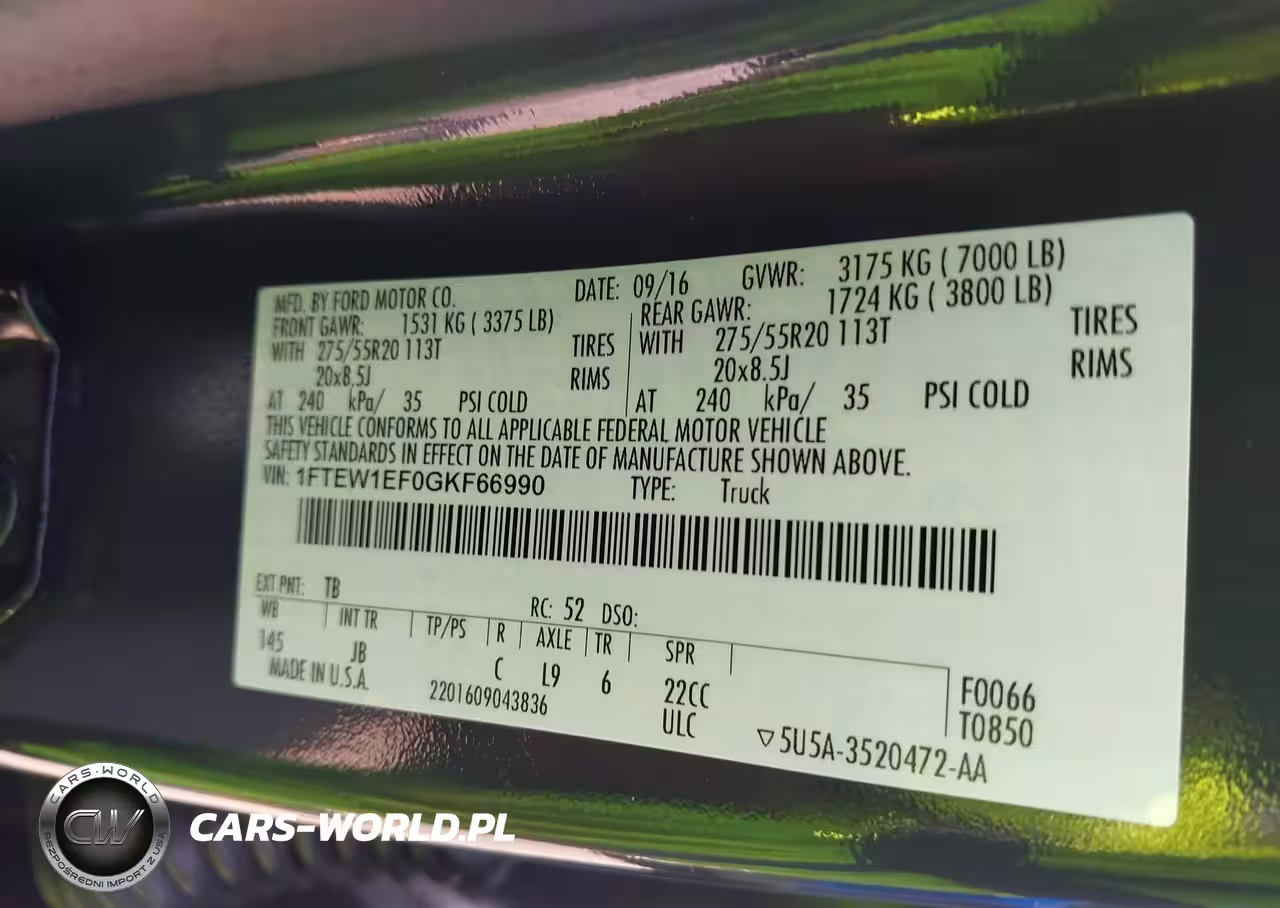 MFD. BY FORD MOTOR CO. DATE: 09/16 GVWR: 3175 KG ( 7000 LB)
FRONT GAWR: 1531 KG ( 3375 LB) REAR GAWR: 1724 KG ( 3800 LB)
WITH 275/55R20 113T TIRES WITH 275/55R20 113T TIRES
20x8.5J RIMS 20x8.5J RIMS
AT 240 kPa/ 35 PSI COLD AT 240 kPa/ 35 PSI COLD
THIS VEHICLE CONFORMS TO ALL APPLICABLE FEDERAL MOTOR VEHICLE
SAFETY STANDARDS IN EFFECT ON THE DATE OF MANUFACTURE SHOWN ABOVE.
VIN: 1FTEW1EF0GKF66990 TYPE: Truck
EXT PNT: TB RC: 52 DSO:
WB INT TR TP/PS R AXLE TR SPR
145 JB C L9 6 22CC F0066
MADE IN U.S.A. 2201609043836 ULC T0850
▽5U5A-3520472-AA
CARS-WORLD
CW
BEZPOŚREDNI IMPORT Z USA
CARS-WORLD.PL